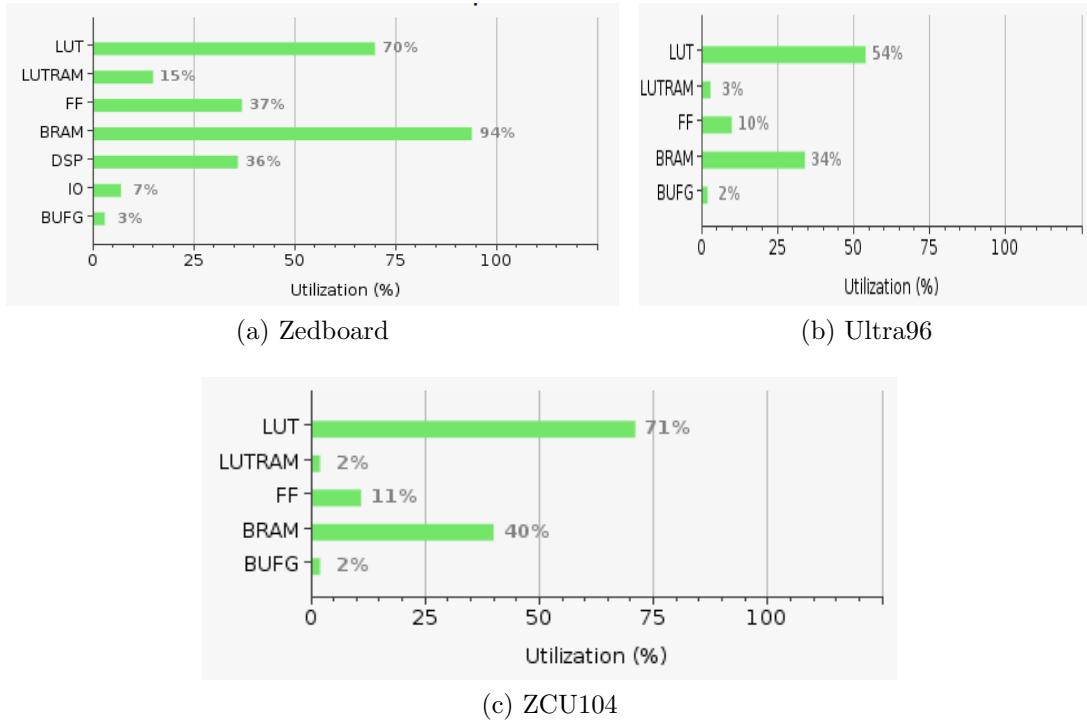 LUT 70%
LUTRAM 15%
FF 37%
BRAM 94%
DSP 36%
IO 7%
BUFG 3%
0 25 50 75 100
Utilization (%)
(a) Zedboard
LUT 54%
LUTRAM 3%
FF 10%
BRAM 34%
BUFG 2%
0 25 50 75 100
Utilization (%)
(b) Ultra96
LUT 71%
LUTRAM 2%
FF 11%
BRAM 40%
BUFG 2%
0 25 50 75 100
Utilization (%)
(c) ZCU104